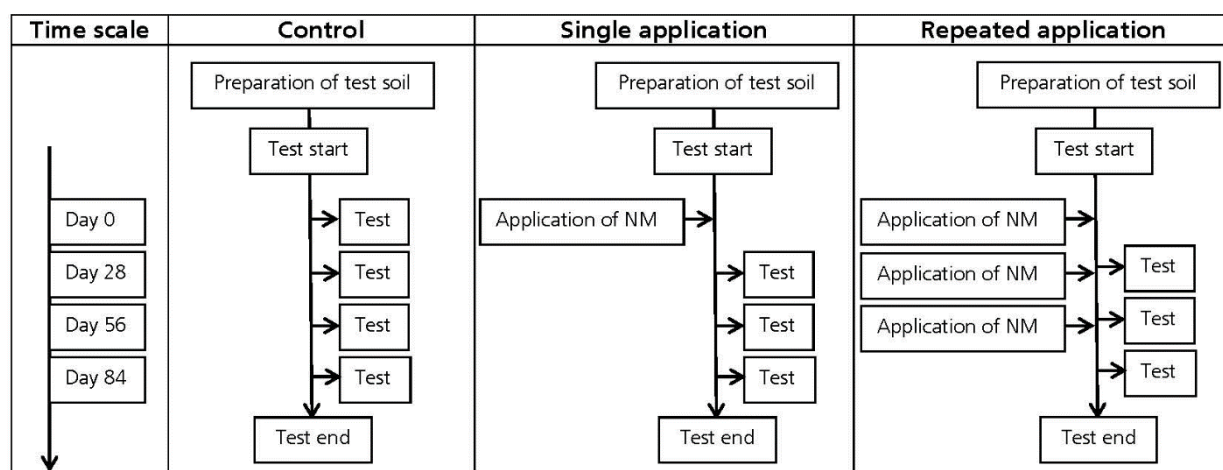 Time scale Control Single application Repeated application
Preparation of test soil Preparation of test soil Preparation of test soil
Test start Test start Test start
Day 0 Test Application of NM Application of NM
Day 28 Test Test Application of NM Test
Day 56 Test Test Application of NM Test
Day 84 Test Test Test
Test end Test end Test end